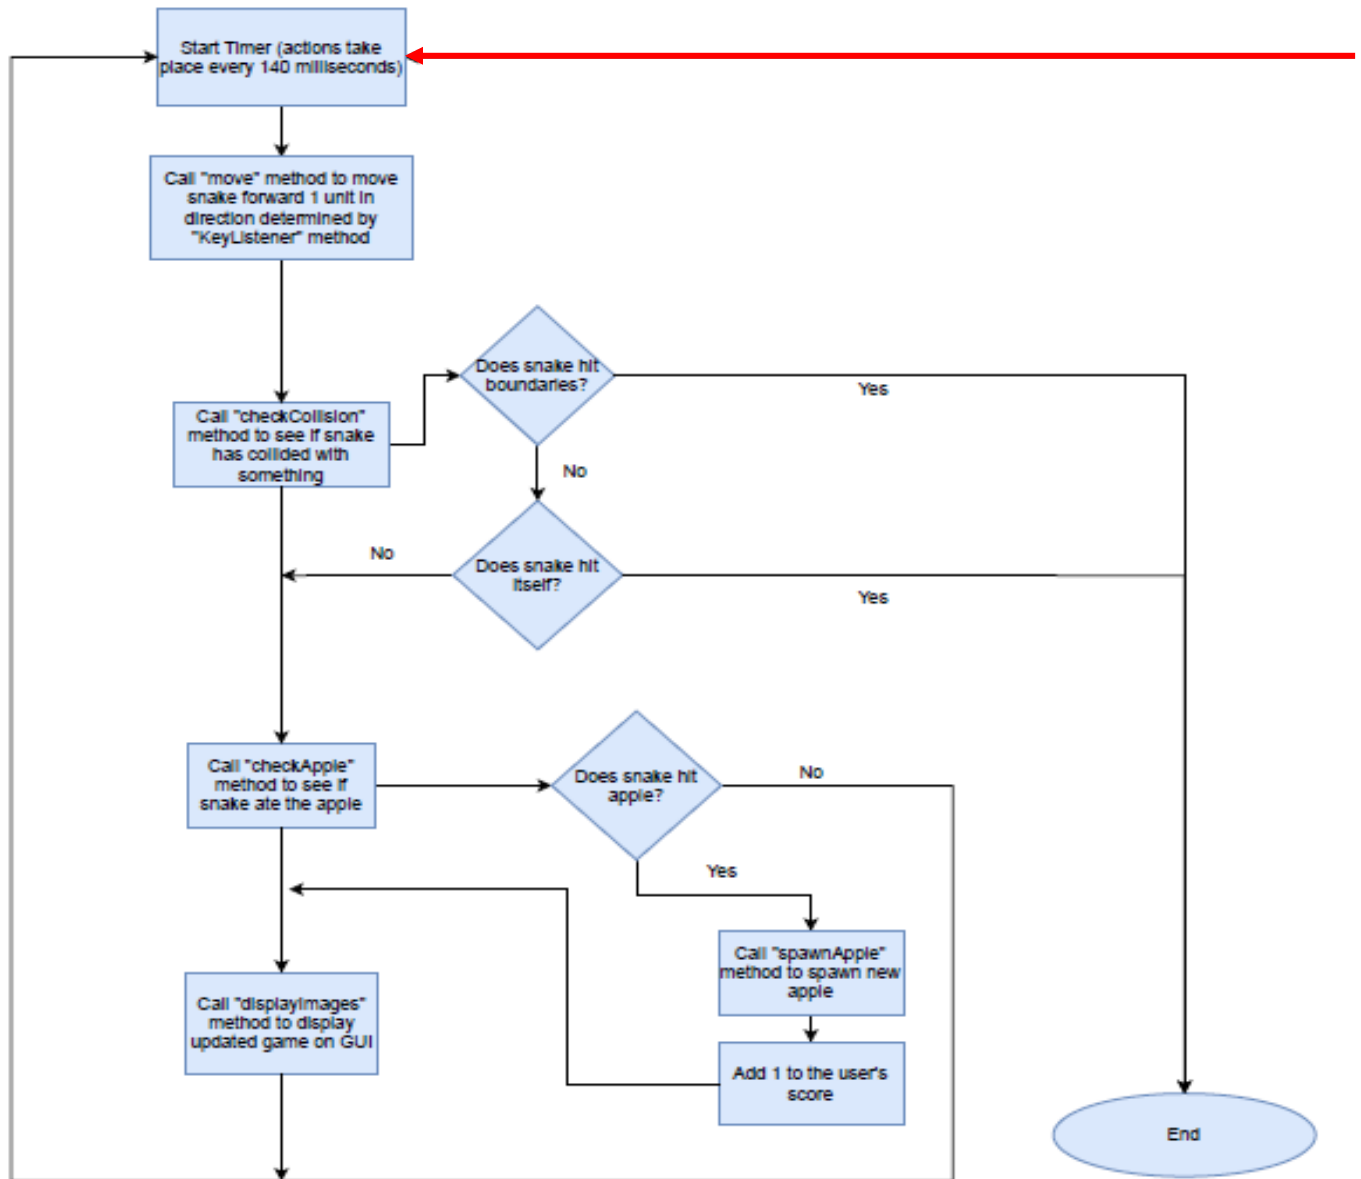 Start Timer (actions take
place every 140 milliseconds)
Call "move" method to move
snake forward 1 unit in
direction determined by
"KeyListener" method
Does snake hit
boundaries?
Yes
Call "checkCollision"
method to see if snake
has collided with
something
No
No
Does snake hit
itself?
Yes
Call "checkApple"
method to see if
snake ate the apple
Does snake hit
apple?
No
Yes
Call "spawnApple"
method to spawn new
apple
Call "displayImages"
method to display
updated game on GUI
Add 1 to the user's
score
End